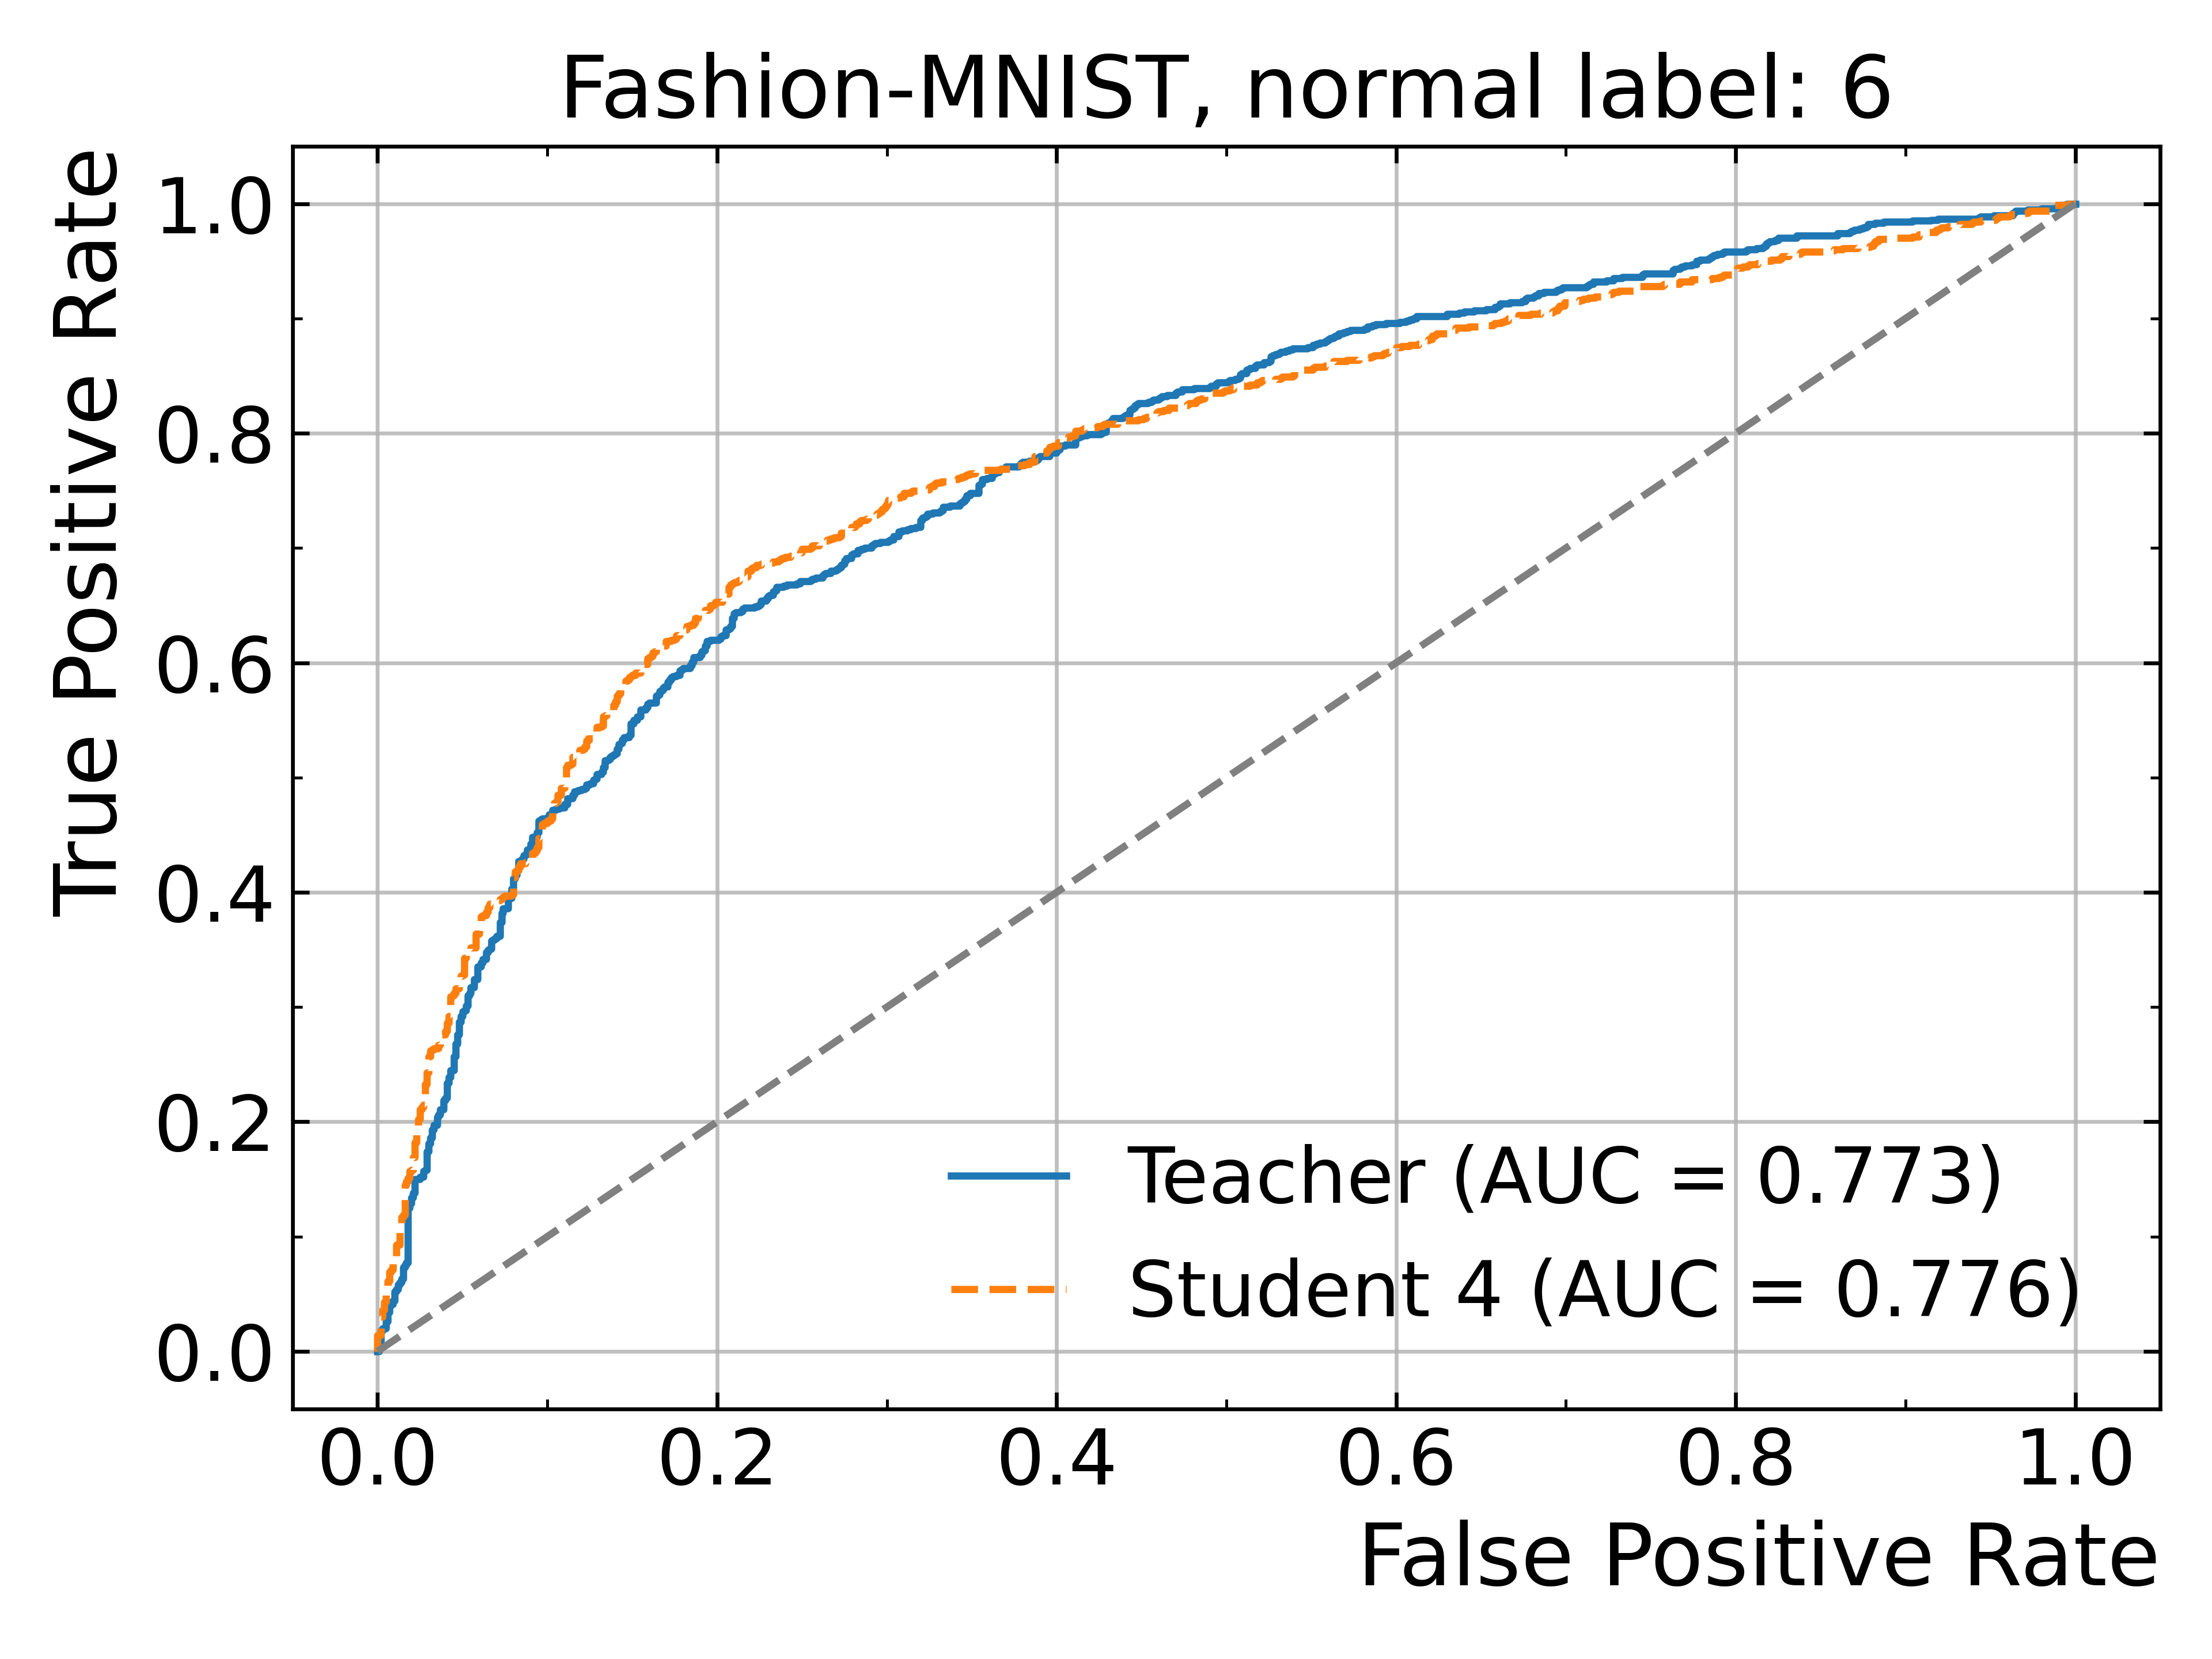 Fashion-MNIST, normal label: 6
True Positive Rate
1.0
0.8
0.6
0.4
0.2
0.0
Teacher (AUC = 0.773)
Student 4 (AUC = 0.776)
0.0 0.2 0.4 0.6 0.8 1.0
False Positive Rate